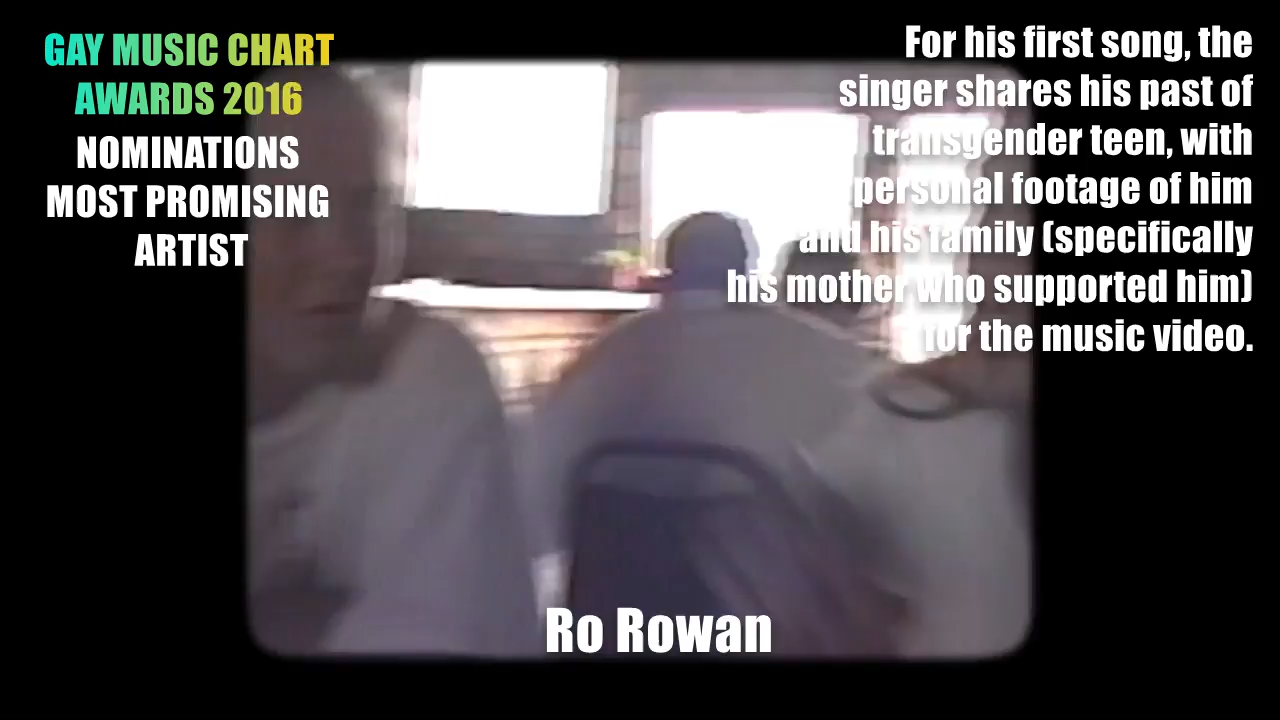 GAY MUSIC CHART
AWARDS 2016
NOMINATIONS
MOST PROMISING
ARTIST
For his first song, the
singer shares his past of
transgender teen, with
personal footage of him
and his family (specifically
his mother who supported him)
for the music video.
Ro Rowan